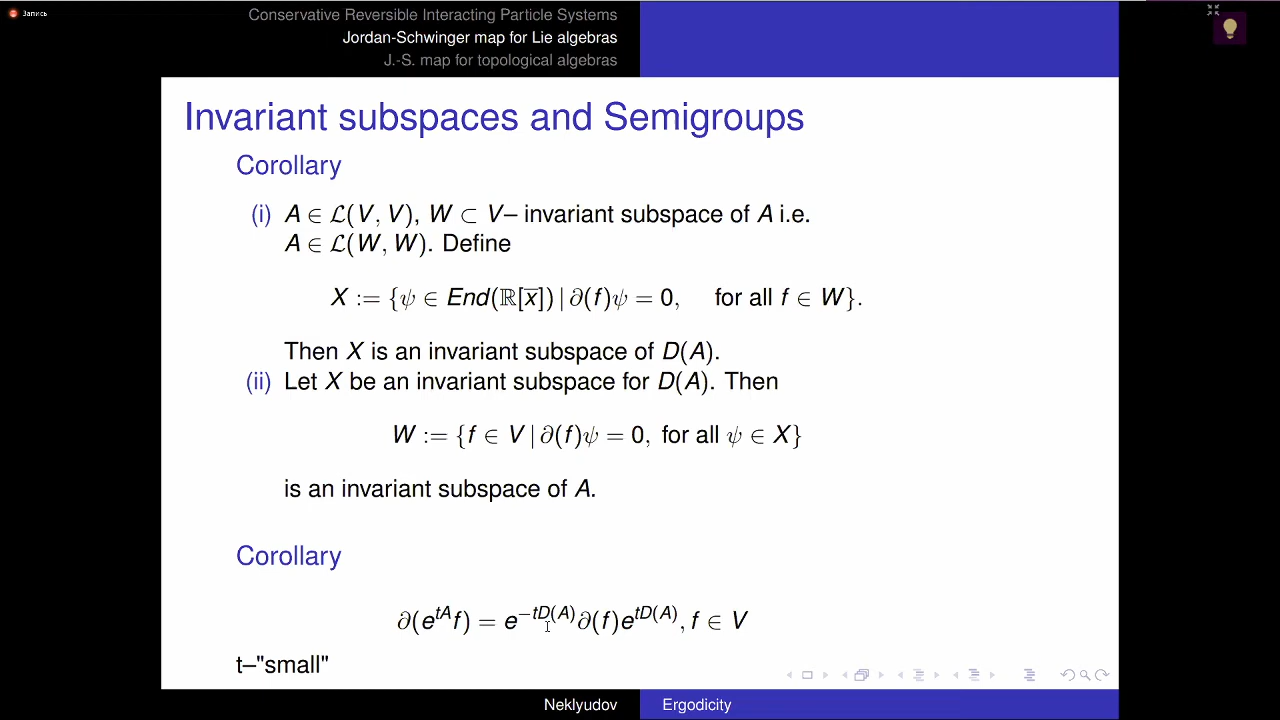 Запись
Conservative Reversible Interacting Particle Systems
Jordan-Schwinger map for Lie algebras
J.-S. map for topological algebras
Invariant subspaces and Semigroups
Corollary
(i) A ∈ ℒ(V, V), W ⊂ V– invariant subspace of A i.e.
A ∈ ℒ(W, W). Define
X := {ψ ∈ End(ℝ[x̅]) | ∂(f)ψ = 0, for all f ∈ W}.
Then X is an invariant subspace of D(A).
(ii) Let X be an invariant subspace for D(A). Then
W := {f ∈ V | ∂(f)ψ = 0, for all ψ ∈ X}
is an invariant subspace of A.
Corollary
∂(e^{tA}f) = e^{−tD(A)}∂(f)e^{tD(A)}, f ∈ V
t–"small"
Neklyudov Ergodicity